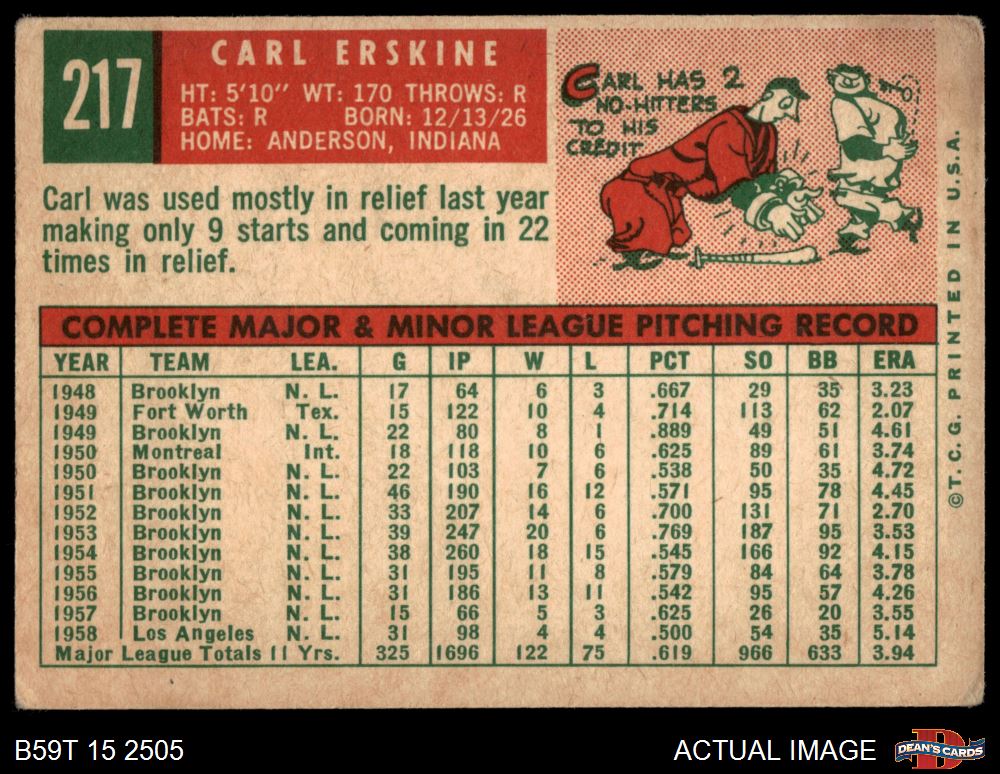 217
CARL ERSKINE
HT: 5'10" WT: 170 THROWS: R
BATS: R BORN: 12/13/26
HOME: ANDERSON, INDIANA
CARL HAS 2
NO-HITTERS
TO HIS
CREDIT
Carl was used mostly in relief last year
making only 9 starts and coming in 22
times in relief.
COMPLETE MAJOR & MINOR LEAGUE PITCHING RECORD
YEAR TEAM LEA. G IP W L PCT SO BB ERA
1948 Brooklyn N. L. 17 64 6 3 .667 29 35 3.23
1949 Fort Worth Tex. 15 122 10 4 .714 113 62 2.07
1949 Brooklyn N. L. 22 80 8 1 .889 49 51 4.61
1950 Montreal Int. 18 118 10 6 .625 89 61 3.74
1950 Brooklyn N. L. 22 103 7 6 .538 50 35 4.72
1951 Brooklyn N. L. 46 190 16 12 .571 95 78 4.45
1952 Brooklyn N. L. 33 207 14 6 .700 131 71 2.70
1953 Brooklyn N. L. 39 247 20 6 .769 187 95 3.53
1954 Brooklyn N. L. 38 260 18 15 .545 166 92 4.15
1955 Brooklyn N. L. 31 195 11 8 .579 84 64 3.78
1956 Brooklyn N. L. 31 186 13 11 .542 95 57 4.26
1957 Brooklyn N. L. 15 66 5 3 .625 26 20 3.55
1958 Los Angeles N. L. 31 98 4 4 .500 54 35 5.14
Major League Totals 11 Yrs. 325 1696 122 75 .619 966 633 3.94
©T.C.G. PRINTED IN U.S.A.
B59T 15 2505
ACTUAL IMAGE
DEAN'S CARDS